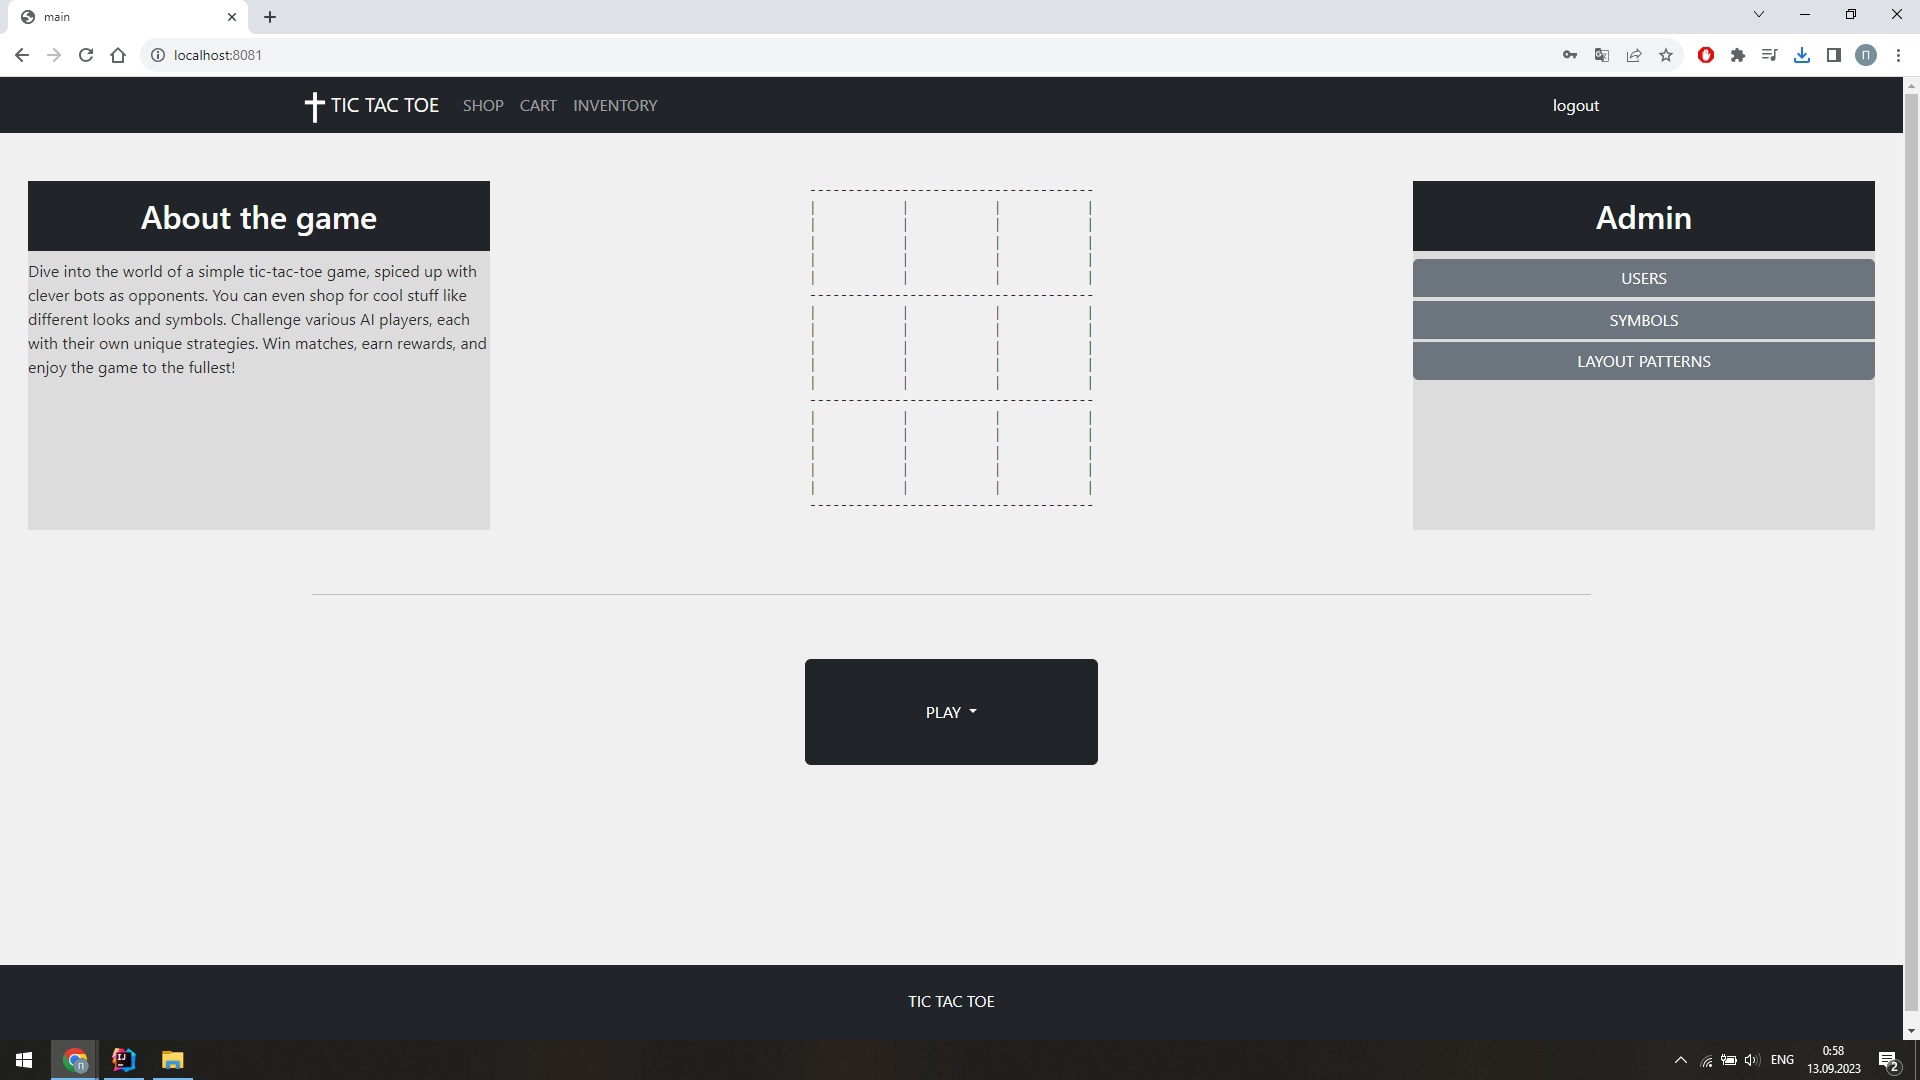 main
localhost:8081
П
TIC TAC TOE SHOP CART INVENTORY logout
About the game
Dive into the world of a simple tic-tac-toe game, spiced up with
clever bots as opponents. You can even shop for cool stuff like
different looks and symbols. Challenge various AI players, each
with their own unique strategies. Win matches, earn rewards, and
enjoy the game to the fullest!
Admin
USERS
SYMBOLS
LAYOUT PATTERNS
PLAY
TIC TAC TOE
ENG
0:58
13.09.2023
2